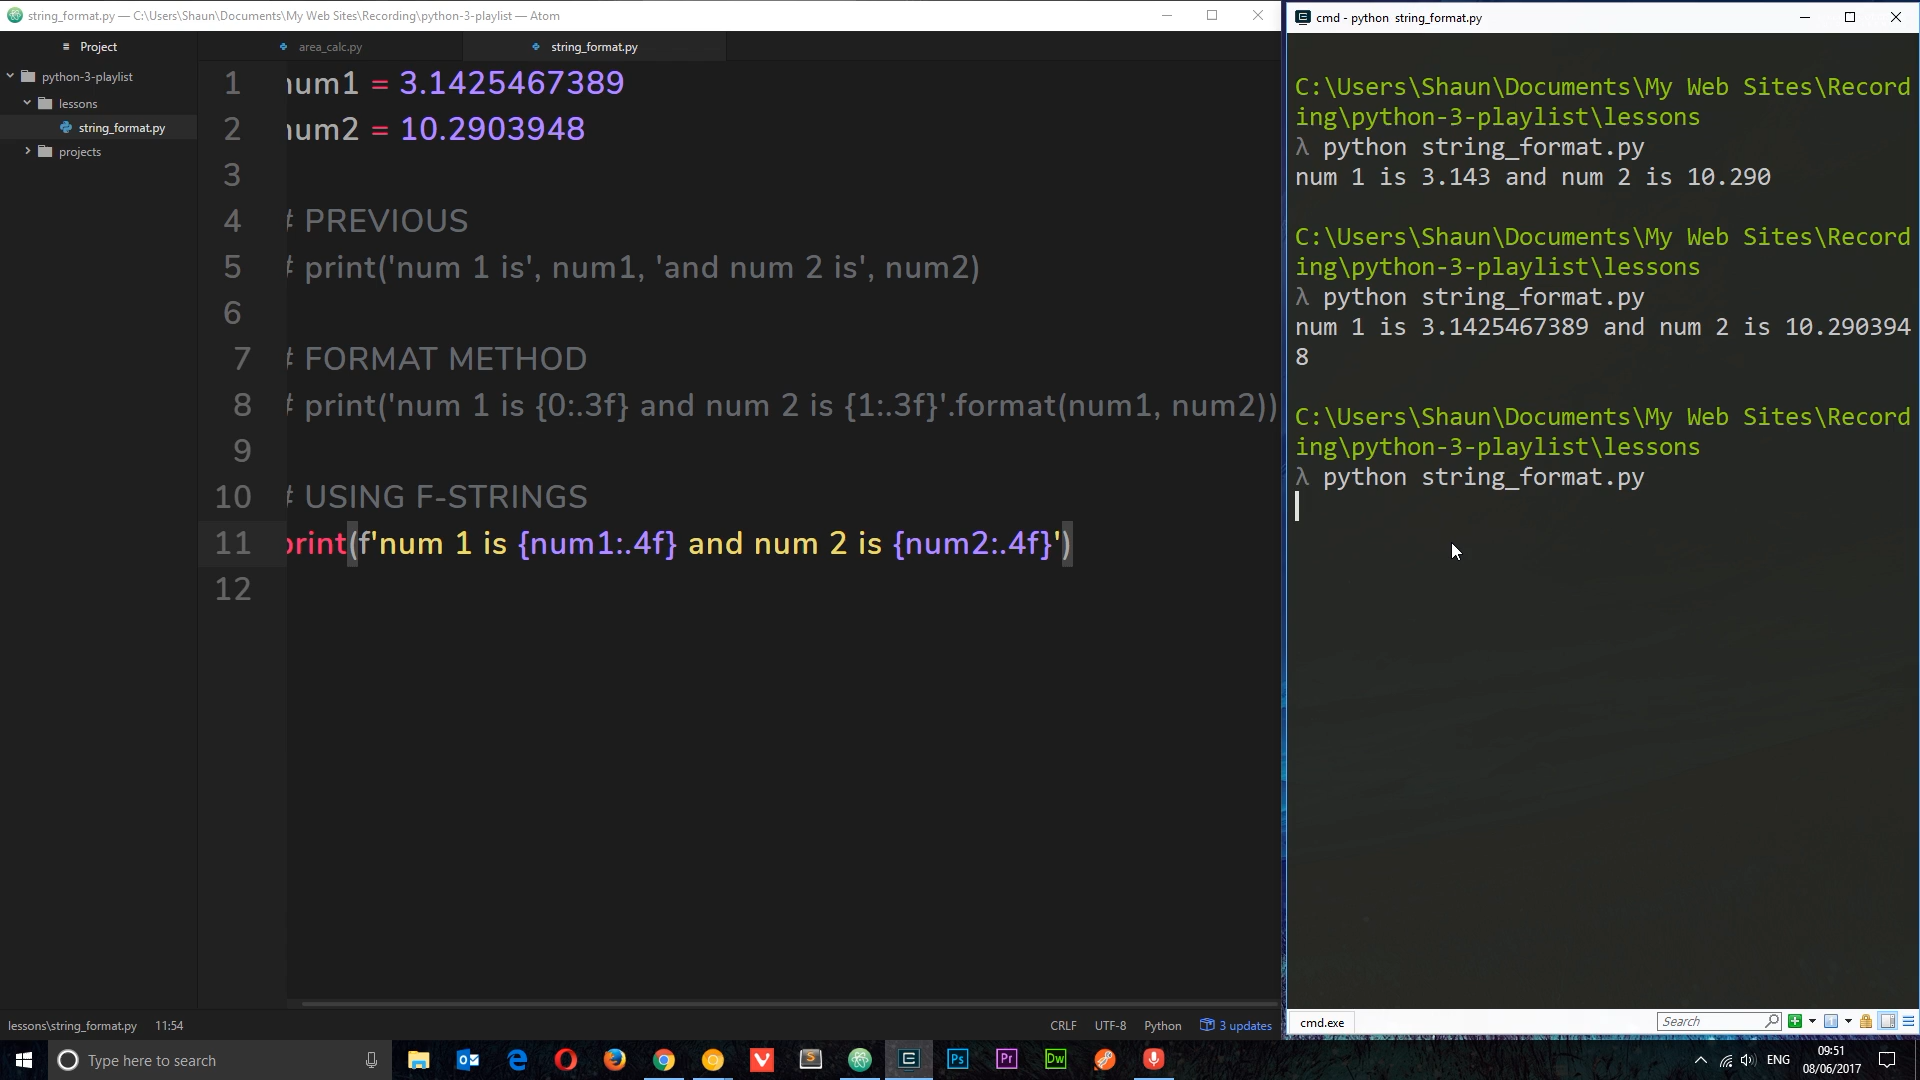 string_format.py — C:\Users\Shaun\Documents\My Web Sites\Recording\python-3-playlist — Atom
Project
python-3-playlist
lessons
string_format.py
projects
area_calc.py
string_format.py
1 num1 = 3.1425467389
2 num2 = 10.2903948
3
4 # PREVIOUS
5 # print('num 1 is', num1, 'and num 2 is', num2)
6
7 # FORMAT METHOD
8 # print('num 1 is {0:.3f} and num 2 is {1:.3f}'.format(num1, num2))
9
10 # USING F-STRINGS
11 print(f'num 1 is {num1:.4f} and num 2 is {num2:.4f}')
12
lessons\string_format.py 11:54
CRLF UTF-8 Python 3 updates
cmd - python string_format.py
C:\Users\Shaun\Documents\My Web Sites\Record
ing\python-3-playlist\lessons
λ python string_format.py
num 1 is 3.143 and num 2 is 10.290
C:\Users\Shaun\Documents\My Web Sites\Record
ing\python-3-playlist\lessons
λ python string_format.py
num 1 is 3.1425467389 and num 2 is 10.290394
8
C:\Users\Shaun\Documents\My Web Sites\Record
ing\python-3-playlist\lessons
λ python string_format.py
cmd.exe
Search
Type here to search
Ps
Pr
Dw
ENG
09:51
08/06/2017